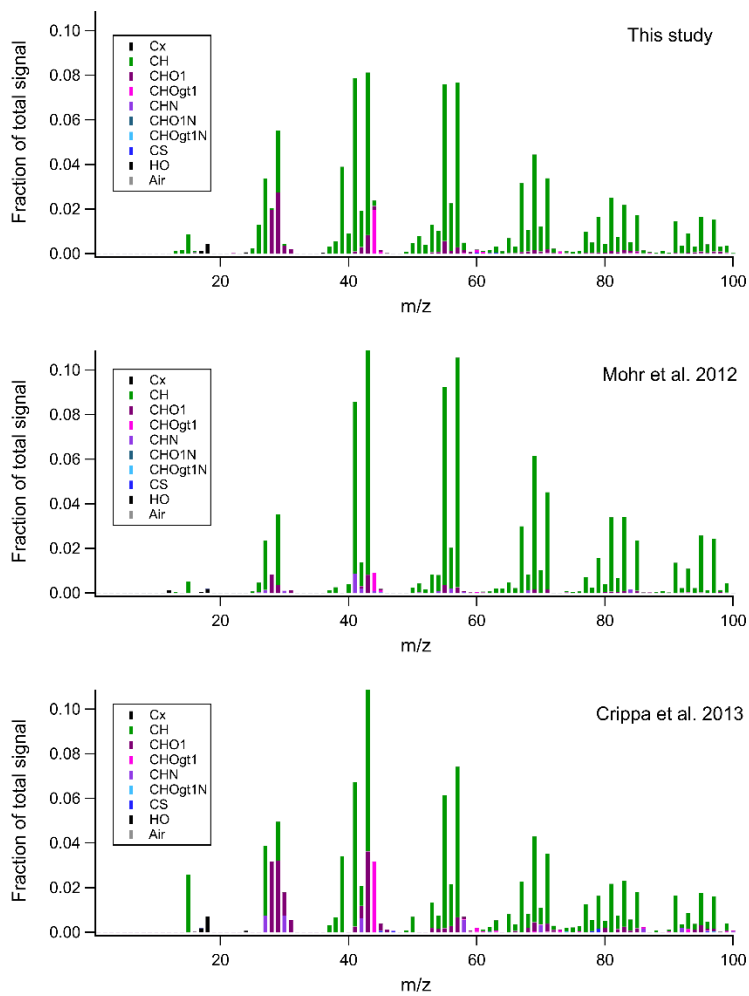 This study
Fraction of total signal
0.10
0.08
0.06
0.04
0.02
0.00
Cx
CH
CHO1
CHOgt1
CHN
CHO1N
CHOgt1N
CS
HO
Air
20
40
60
80
100
m/z
Mohr et al. 2012
Fraction of total signal
0.10
0.08
0.06
0.04
0.02
0.00
Cx
CH
CHO1
CHOgt1
CHN
CHO1N
CHOgt1N
CS
HO
Air
20
40
60
80
100
m/z
Crippa et al. 2013
Fraction of total signal
0.10
0.08
0.06
0.04
0.02
0.00
Cx
CH
CHO1
CHOgt1
CHN
CHOgt1N
CS
HO
Air
20
40
60
80
100
m/z